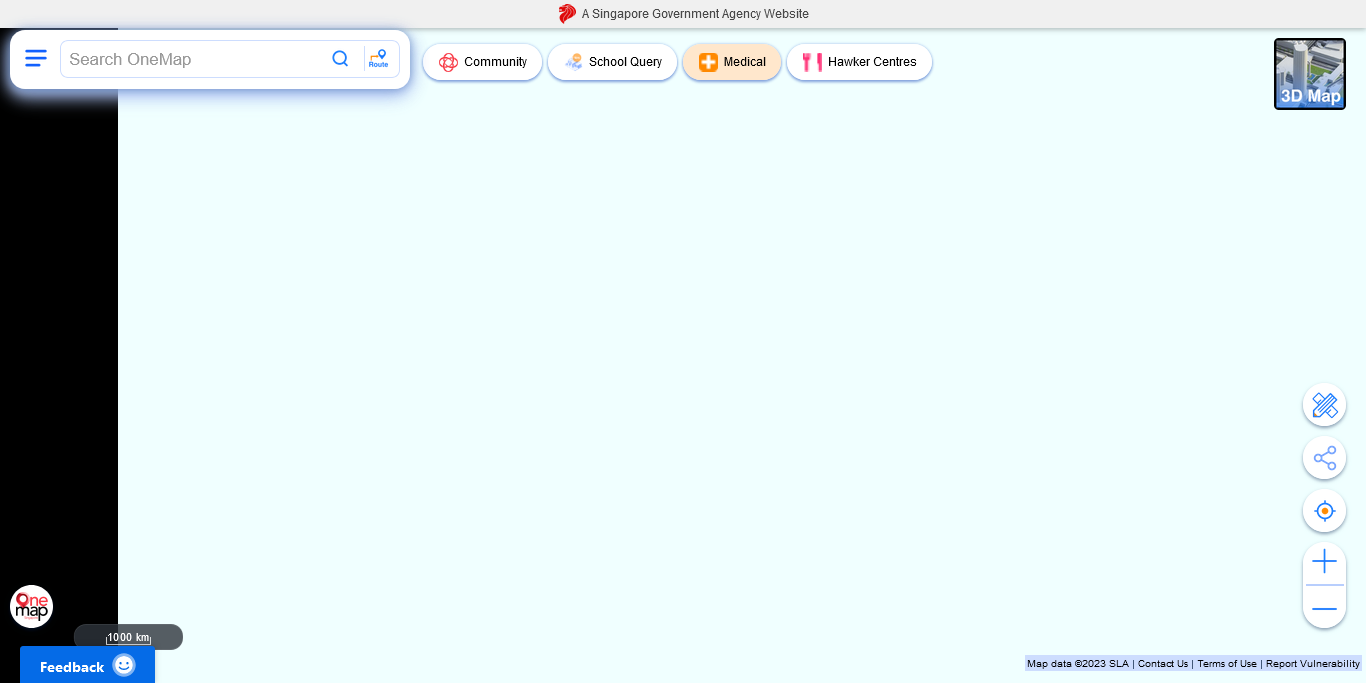 A Singapore Government Agency Website
Search OneMap
Route
Community
School Query
Medical
Hawker Centres
3D Map
One
map
1000 km
Feedback
Map data ©2023 SLA | Contact Us | Terms of Use | Report Vulnerability